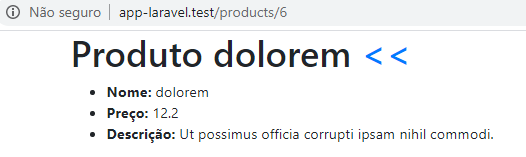 Não seguro app-laravel.test/products/6
Produto dolorem <<
Nome: dolorem
Preço: 12.2
Descrição: Ut possimus officia corrupti ipsam nihil commodi.